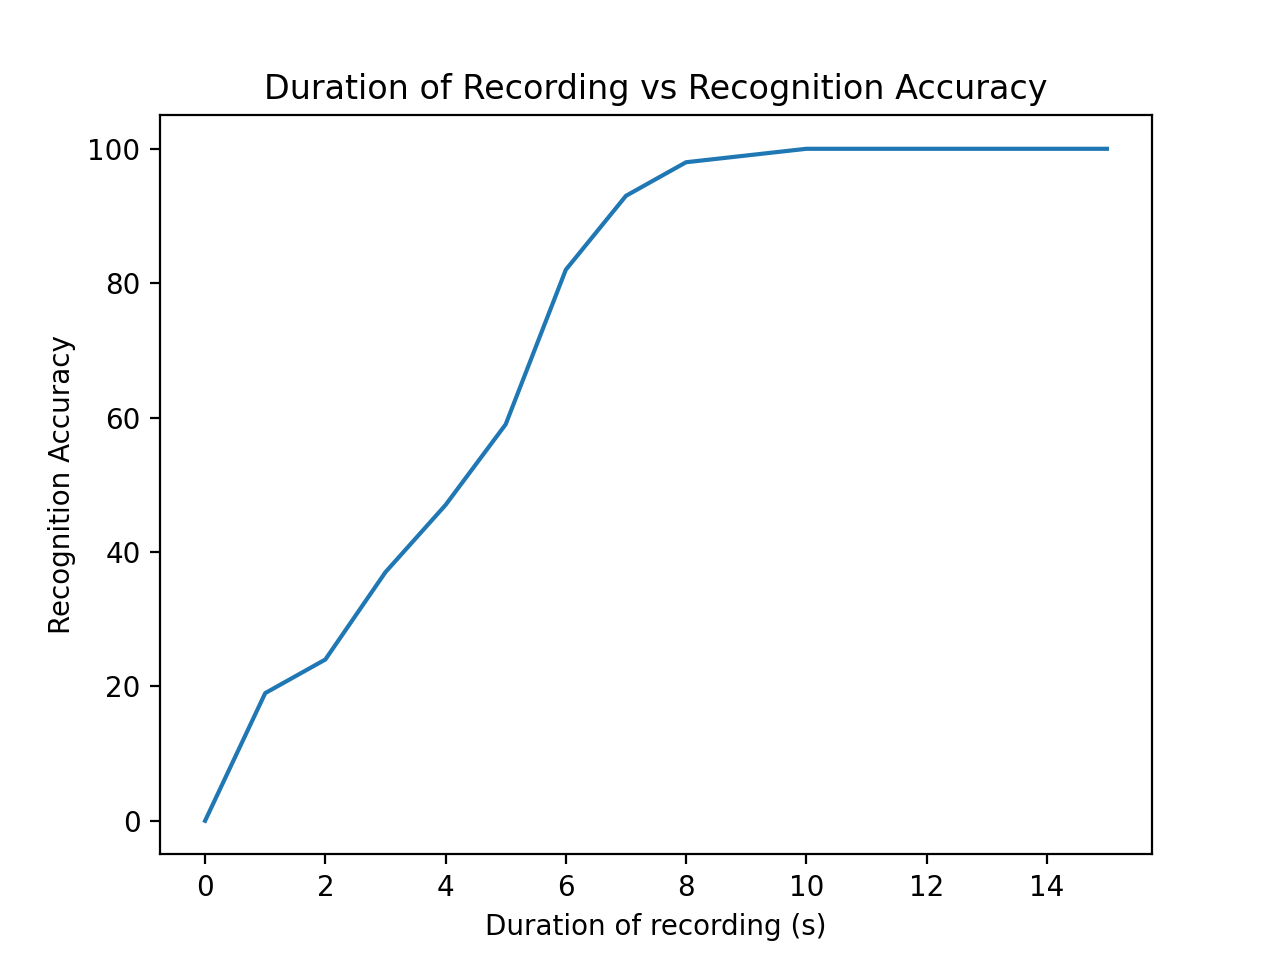 Duration of Recording vs Recognition Accuracy
100
80
60
40
20
0
Recognition Accuracy
0 2 4 6 8 10 12 14
Duration of recording (s)